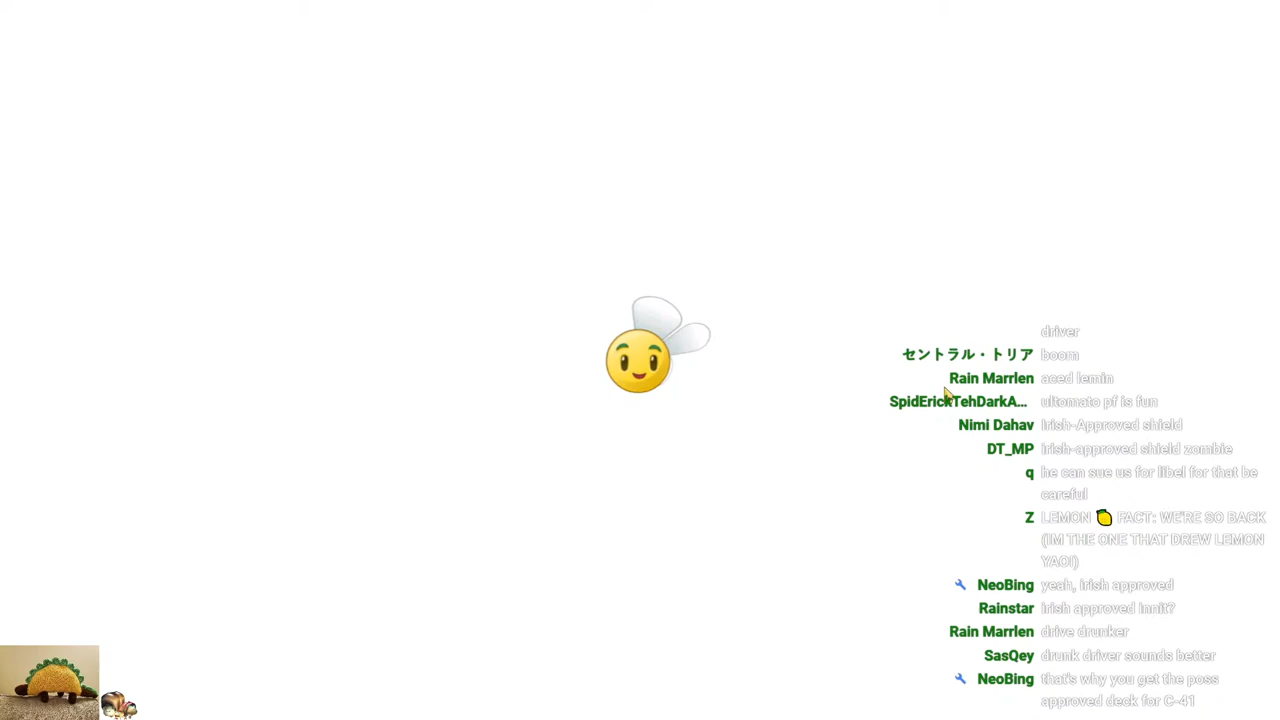 driver
セントラル・トリア boom
Rain Marrlen aced lemin
SpidErickTehDarkA... ultomato pf is fun
Nimi Dahav Irish-Approved shield
DT_MP irish-approved shield zombie
q he can sue us for libel for that be
careful
Z LEMON 🍋 FACT: WE'RE SO BACK
(IM THE ONE THAT DREW LEMON
YAOI)
NeoBing yeah, irish approved
Rainstar Irish approved innit?
Rain Marrlen drive drunker
SasQey drunk driver sounds better
NeoBing that's why you get the poss
approved deck for C-41